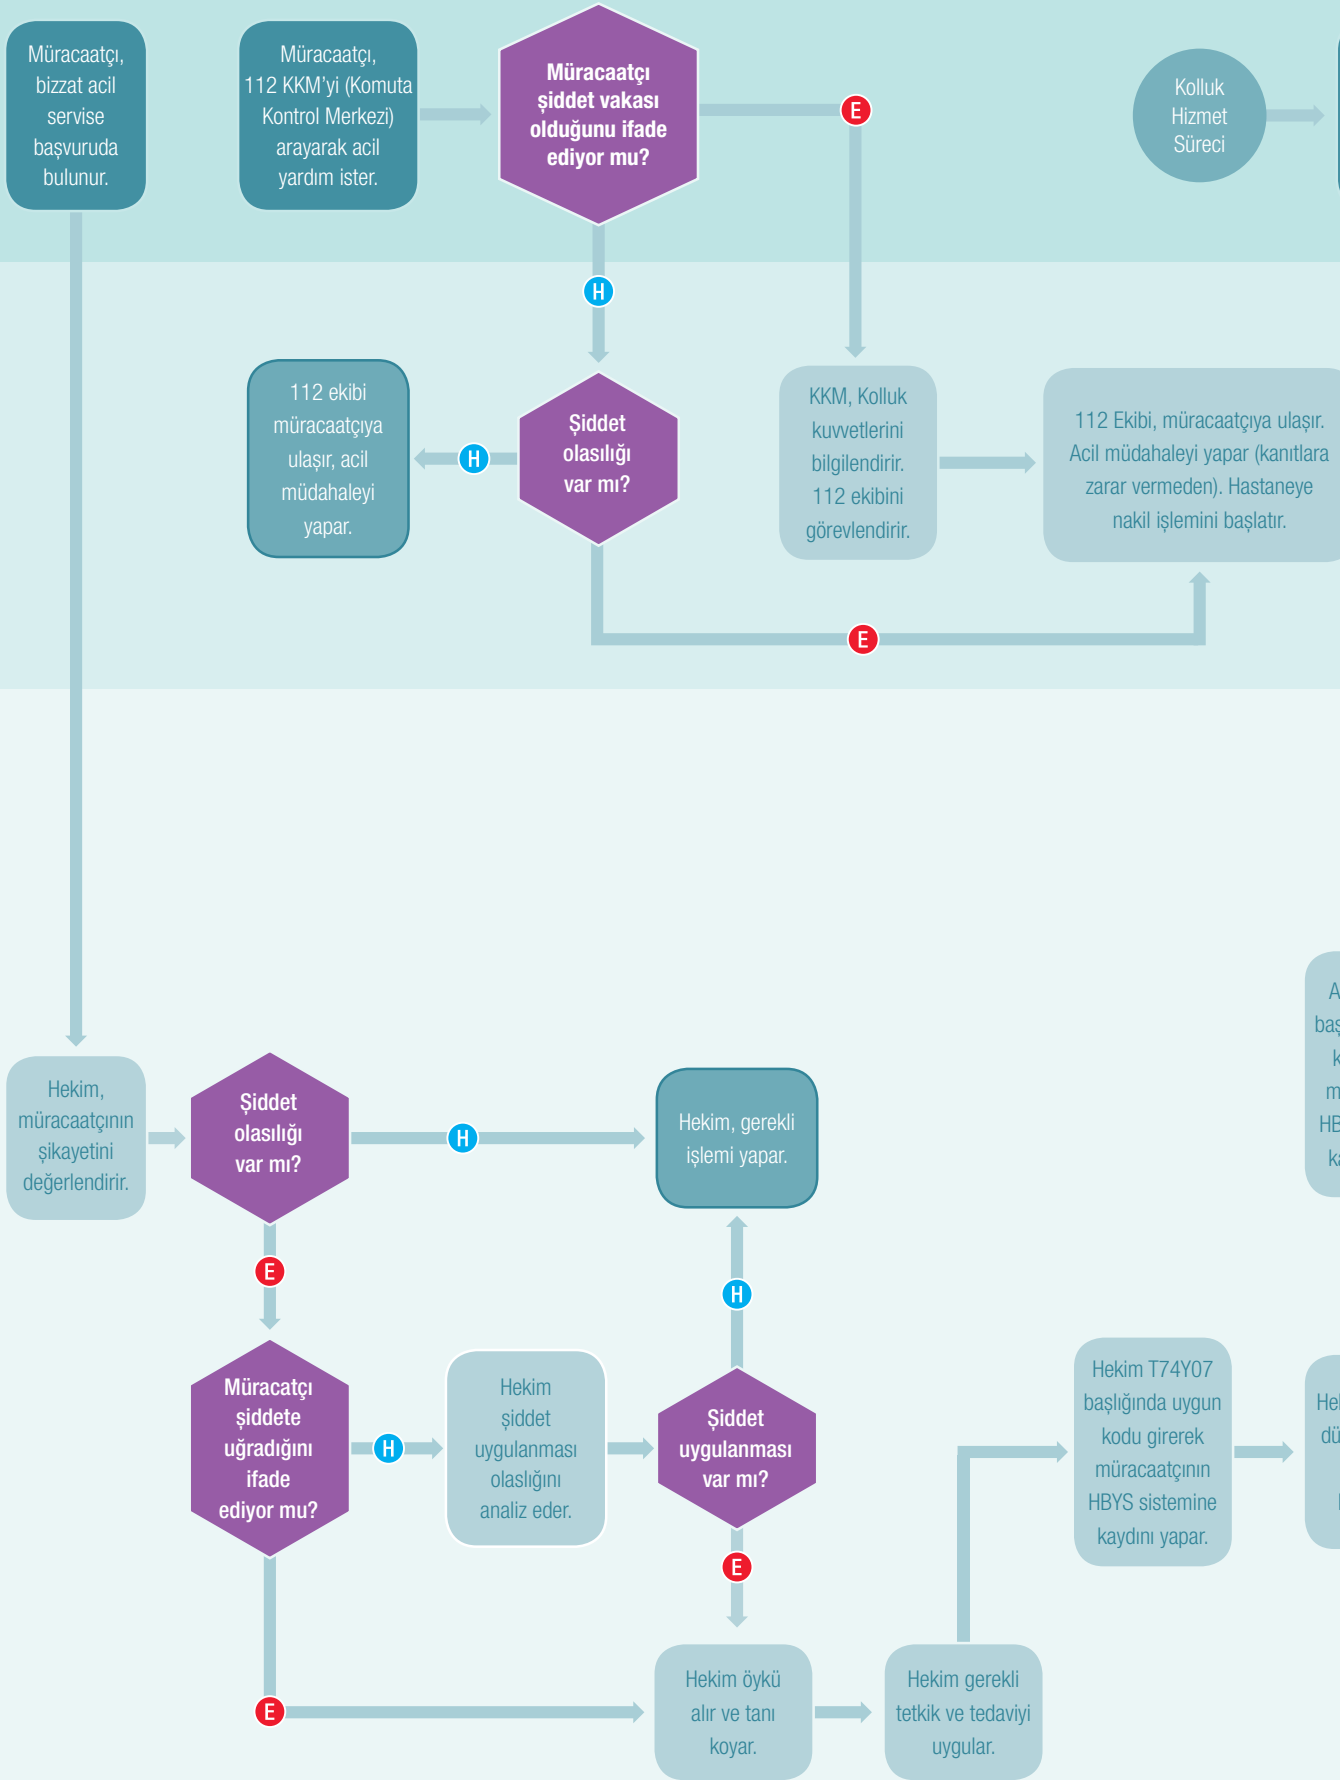 Müracaatçı,
bizzat acil
servise
başvuruda
bulunur.
Müracaatçı,
112 KKM'yi (Komuta
Kontrol Merkezi)
arayarak acil
yardım ister.
Müracaatçı
şiddet vakası
olduğunu ifade
ediyor mu?
E
Kolluk
Hizmet
Süreci
H
112 ekibi
müracaatçıya
ulaşır, acil
müdahaleyi
yapar.
H
Şiddet
olasılığı
var mı?
KKM, Kolluk
kuvvetlerini
bilgilendirir.
112 ekibini
görevlendirir.
112 Ekibi, müracaatçıya ulaşır.
Acil müdahaleyi yapar (kanıtlara
zarar vermeden). Hastaneye
nakil işlemini başlatır.
E
Hekim,
müracaatçının
şikayetini
değerlendirir.
Şiddet
olasılığı
var mı?
H
Hekim, gerekli
işlemi yapar.
E
H
Müracatçı
şiddete
uğradığını
ifade
ediyor mu?
H
Hekim
şiddet
uygulanması
olaslığını
analiz eder.
Şiddet
uygulanması
var mı?
Hekim T74Y07
başlığında uygun
kodu girerek
müracaatçının
HBYS sistemine
kaydını yapar.
E
E
Hekim öykü
alır ve tanı
koyar.
Hekim gerekli
tetkik ve tedaviyi
uygular.